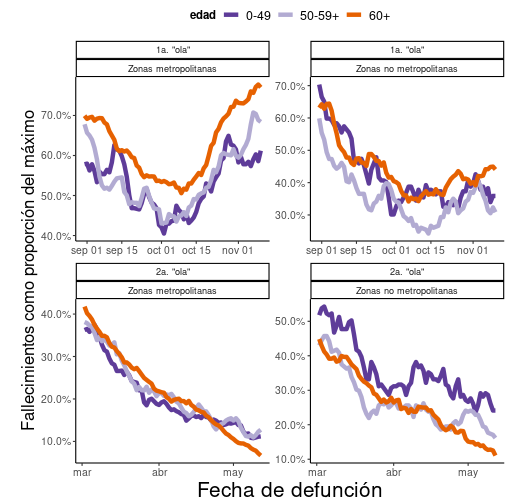 edad 0-49 50-59+ 60+
1a. "ola"
Zonas metropolitanas
1a. "ola"
Zonas no metropolitanas
70.0%
60.0%
50.0%
40.0%
70.0%
60.0%
50.0%
40.0%
30.0%
sep 01 sep 15 oct 01 oct 15 nov 01
sep 01 sep 15 oct 01 oct 15 nov 01
2a. "ola"
Zonas metropolitanas
2a. "ola"
Zonas no metropolitanas
40.0%
30.0%
20.0%
10.0%
50.0%
40.0%
30.0%
20.0%
10.0%
mar abr may
mar abr may
Fallecimientos como proporción del máximo
Fecha de defunción